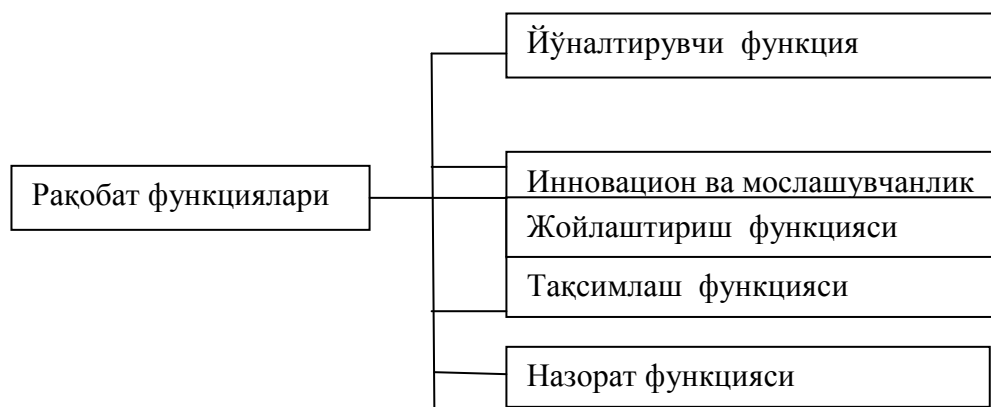 Йўналтирувчи функция
Инновацион ва мослашувчанлик
Рақобат функциялари
Жойлаштириш функцияси
Тақсимлаш функцияси
Назорат функцияси